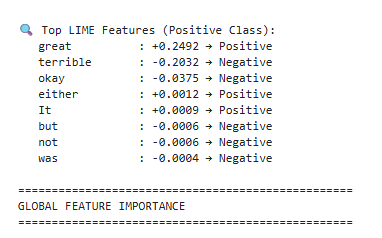 🔍 Top LIME Features (Positive Class):
great : +0.2492 → Positive
terrible : -0.2032 → Negative
okay : -0.0375 → Negative
either : +0.0012 → Positive
It : +0.0009 → Positive
but : -0.0006 → Negative
not : -0.0006 → Negative
was : -0.0004 → Negative
==================================================
GLOBAL FEATURE IMPORTANCE
==================================================